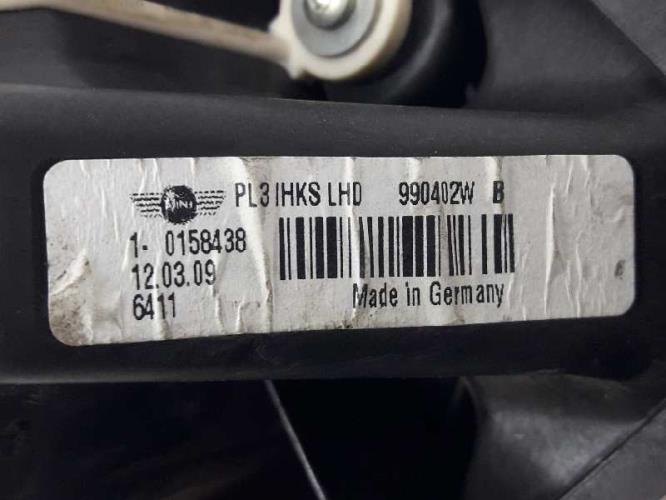 MINI PL3 IHKS LHD 990402W B
1- 0158438
12.03.09
6411
Made in Germany